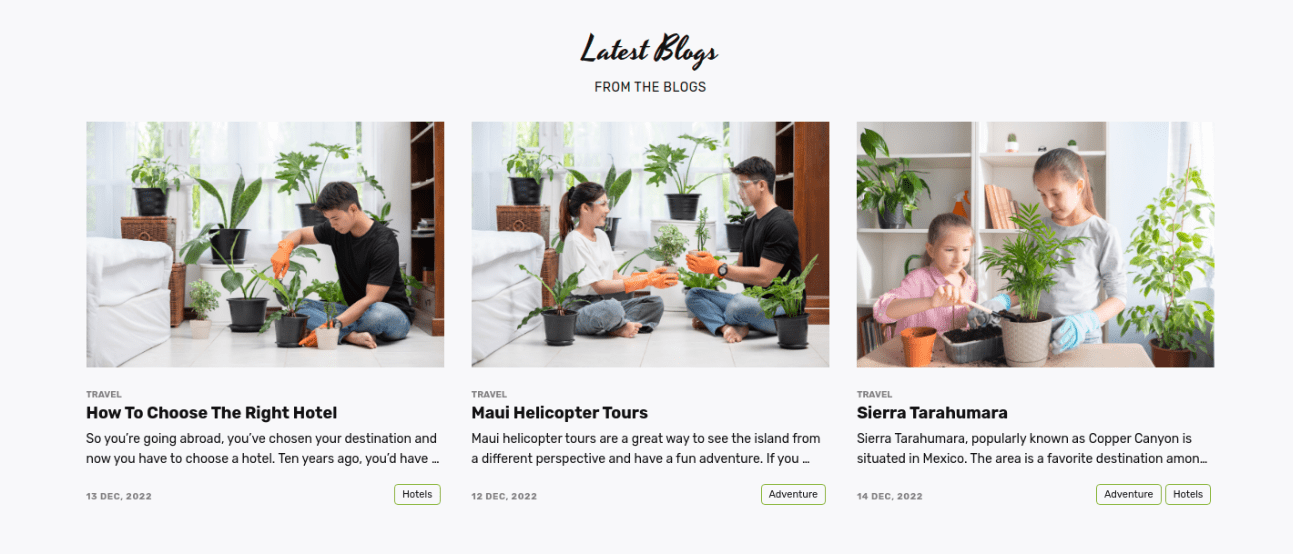 Latest Blogs
FROM THE BLOGS
TRAVEL
How To Choose The Right Hotel
So you’re going abroad, you’ve chosen your destination and
now you have to choose a hotel. Ten years ago, you’d have ...
13 DEC, 2022
Hotels
TRAVEL
Maui Helicopter Tours
Maui helicopter tours are a great way to see the island from
a different perspective and have a fun adventure. If you ...
12 DEC, 2022
Adventure
TRAVEL
Sierra Tarahumara
Sierra Tarahumara, popularly known as Copper Canyon is
situated in Mexico. The area is a favorite destination amon...
14 DEC, 2022
Adventure Hotels